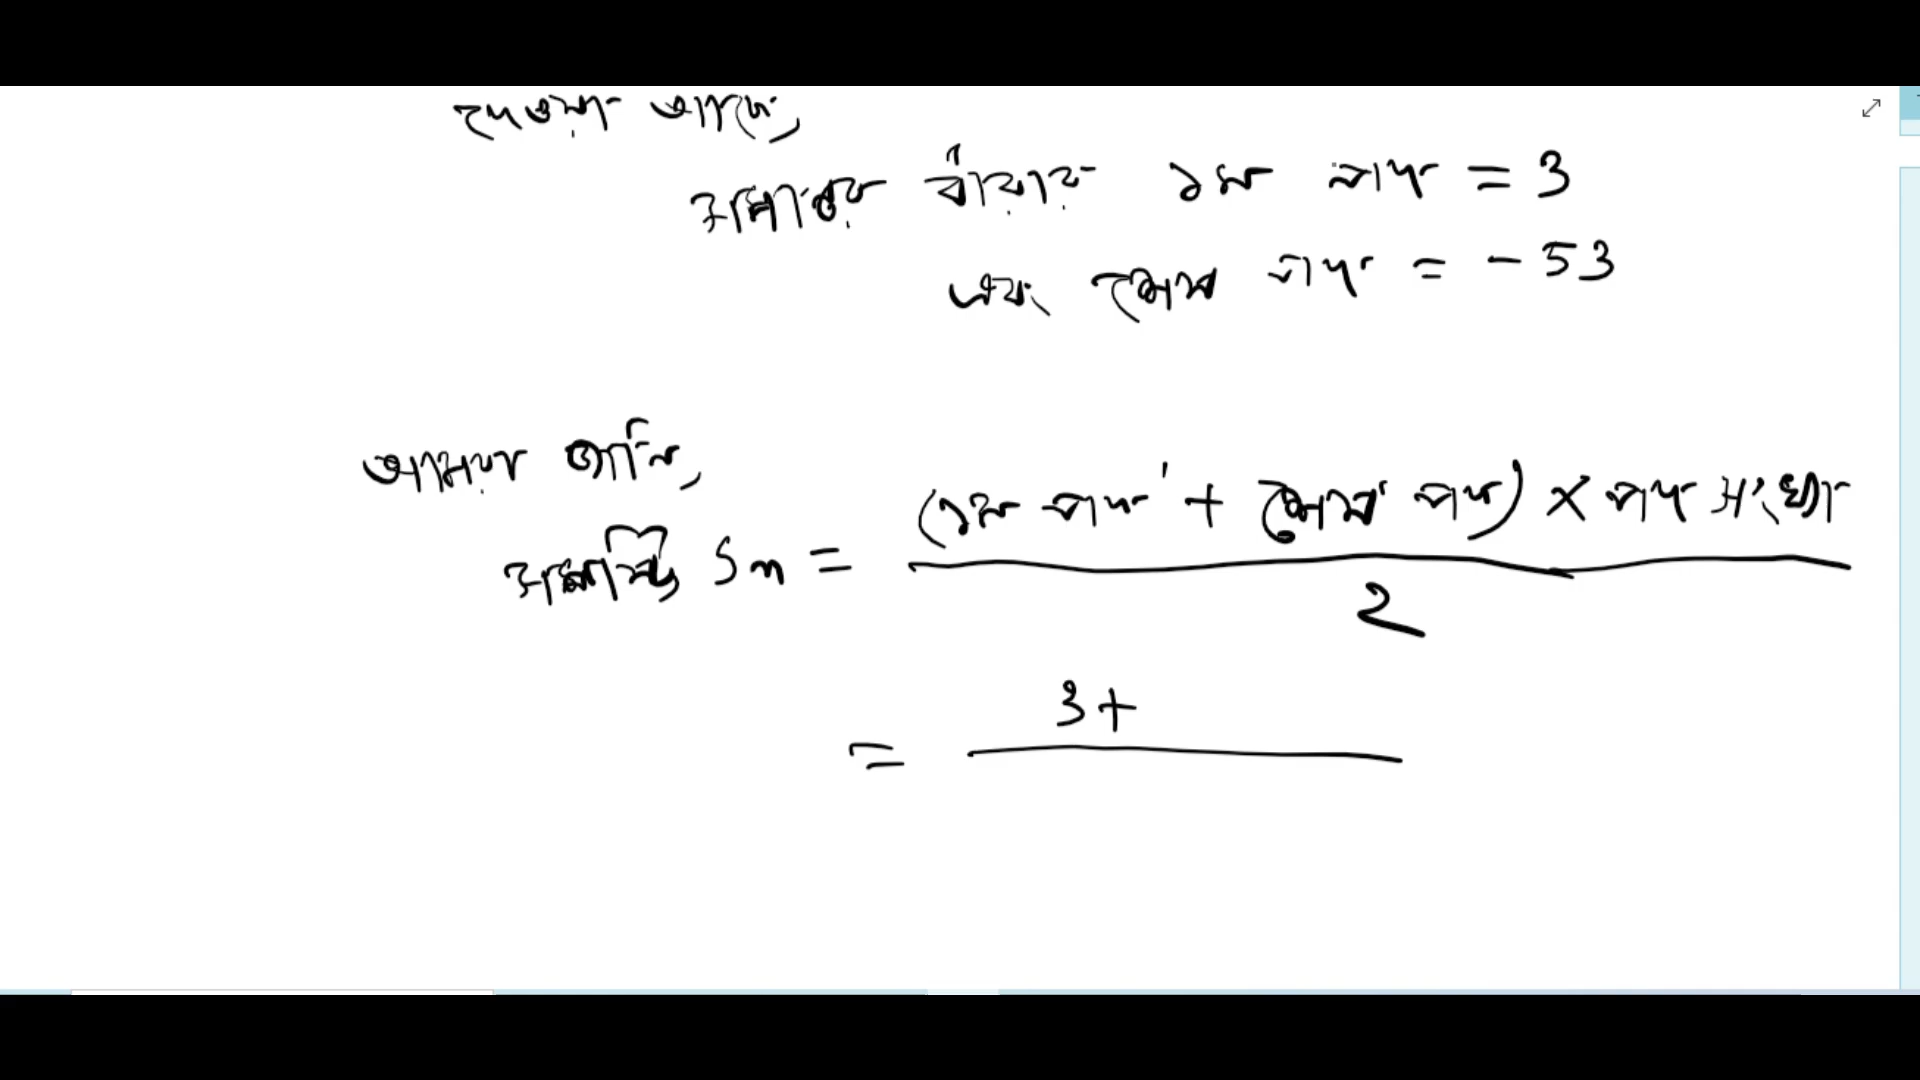 দেওয়া আছে,
সমান্তর ধারার ১ম পদ = 3
এবং শেষ পদ = - 53
আমরা জানি,
সমষ্টি Sn = (১ম পদ + শেষ পদ) × পদ সংখ্যা
2
= 3+